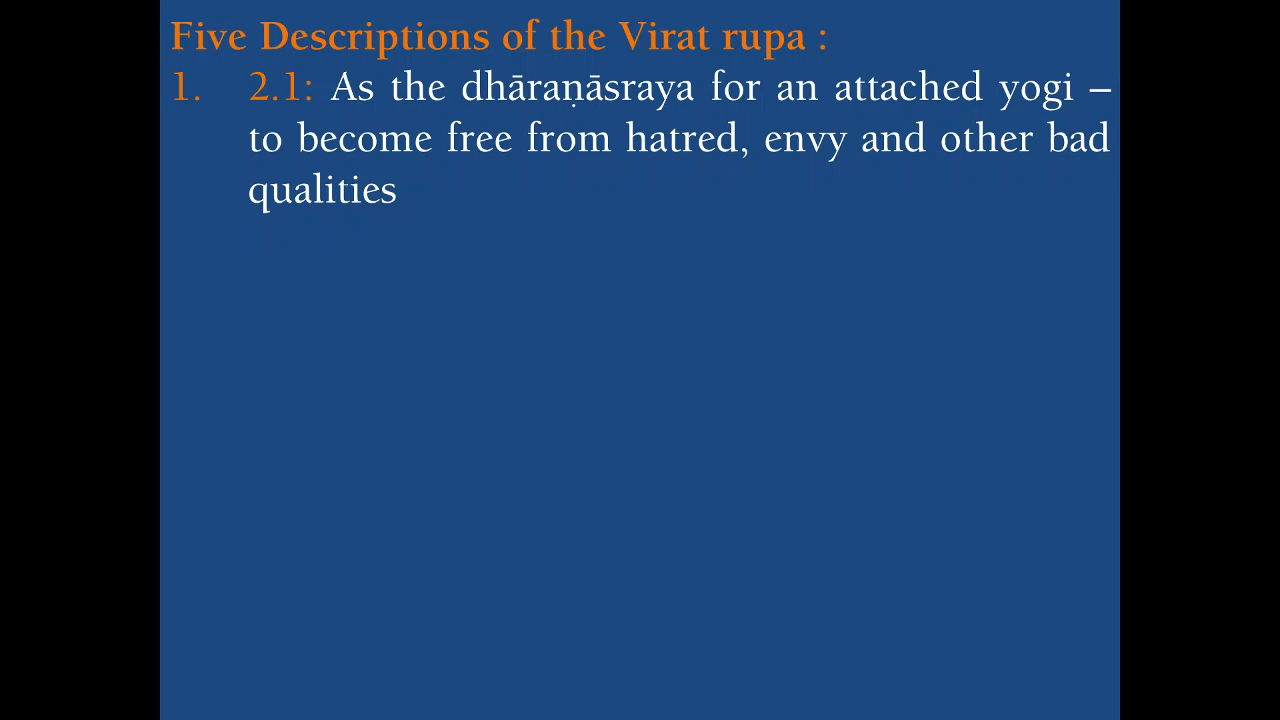 Five Descriptions of the Virat rupa :
1. 2.1: As the dhāraṇāsraya for an attached yogi –
to become free from hatred, envy and other bad
qualities